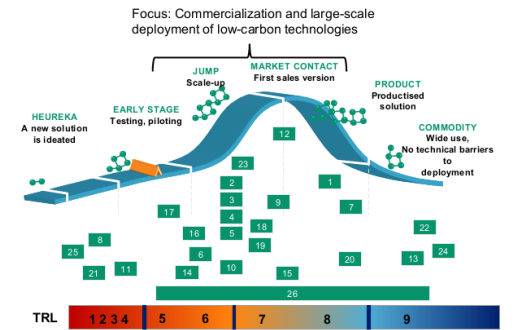 Focus: Commercialization and large-scale
deployment of low-carbon technologies
JUMP
Scale-up
MARKET CONTACT
First sales version
PRODUCT
Productised
solution
EARLY STAGE
Testing, piloting
HEUREKA
A new solution
is ideated
COMMODITY
Wide use,
No technical barriers
to
deployment
12
23
2
1
3
9
7
17
4
18
22
16
5
8
19
25
6
24
20
13
21
11
14
10
15
26
TRL
1 2 3 4
5
6
7
8
9